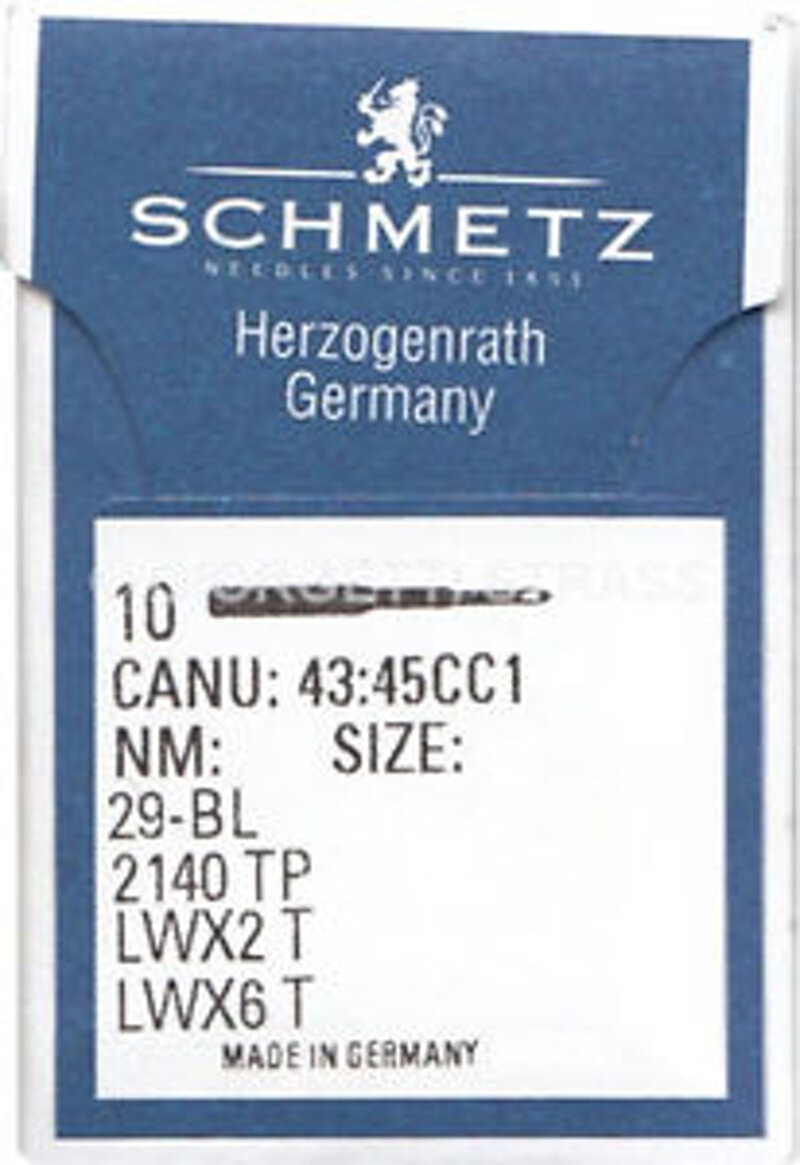 SCHMETZ
NEEDLES SINCE 1851
Herzogenrath
Germany
10
CANU: 43:45CC1
NM: SIZE:
29-BL
2140 TP
LWX2 T
LWX6 T
MADE IN GERMANY